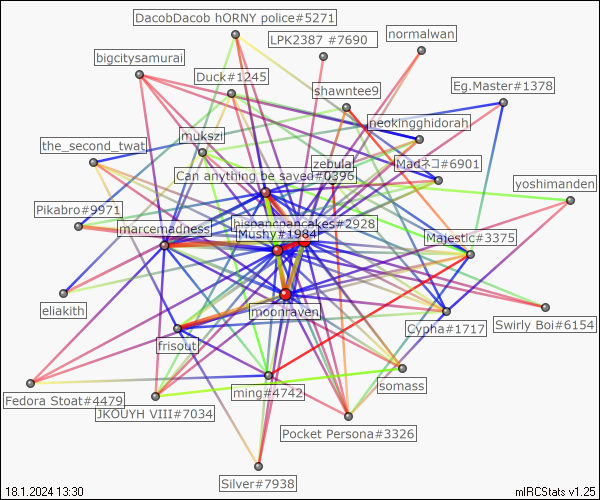 DacobDacob hORNY police#5271
LPK2387 #7690
normalwan
bigcitysamurai
Duck#1245
shawntee9
Eg.Master#1378
neokingghidorah
mukszi
the_second_twat
zebula
Madネコ#6901
Can anything be saved#0396
yoshimanden
Pikabro#9971
marcemadness
hispancpancakes#2928
Mushy#1984
Majestic#3375
eliakith
moonraven
Cypha#1717
Swirly Boi#6154
frisout
Fedora Stoat#4479
JKOUYH VIII#7034
ming#4742
somass
Pocket Persona#3326
Silver#7938
18.1.2024 13:30
mIRCStats v1.25